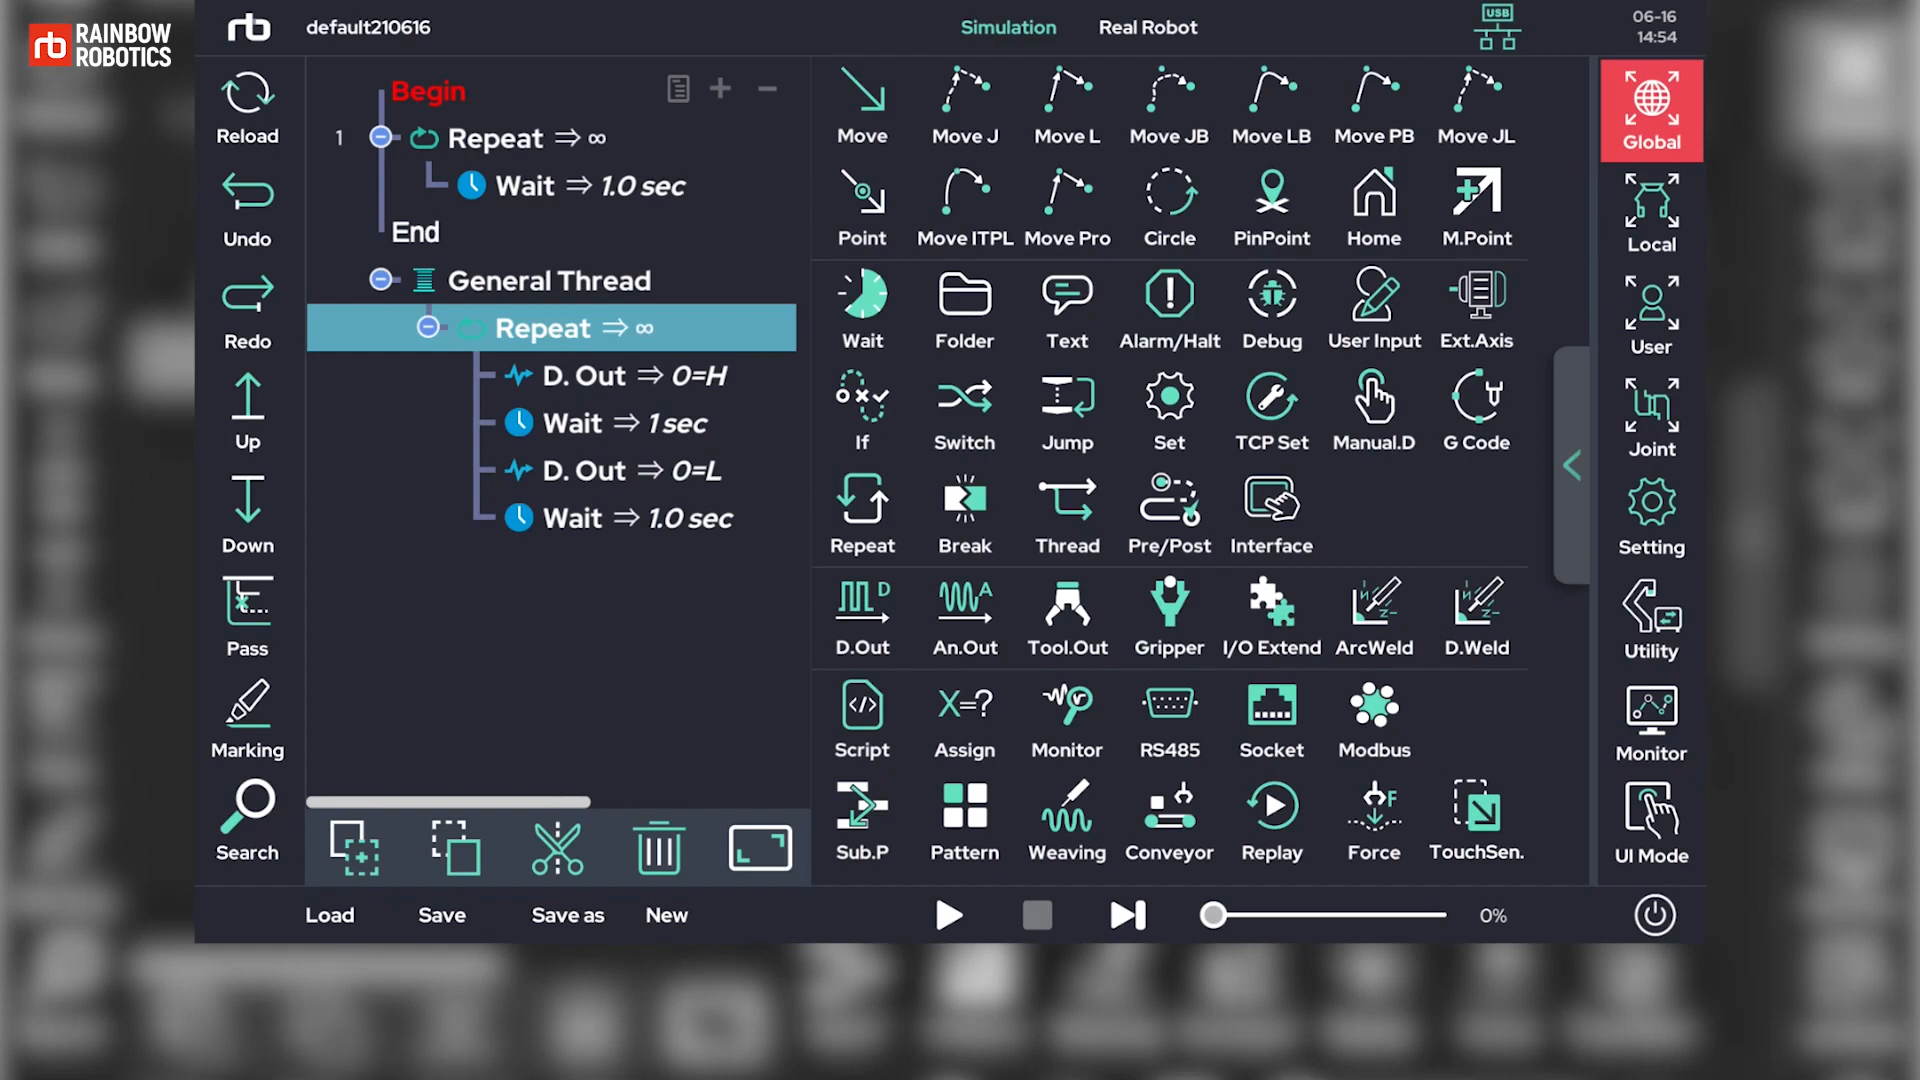 RAINBOW
ROBOTICS
default210616
Simulation
Real Robot
USB
06-16
14:54
Reload
Undo
Redo
Up
Down
Pass
Marking
Search
Begin
1 Repeat ⇒ ∞
Wait ⇒ 1.0 sec
End
General Thread
Repeat ⇒ ∞
D. Out ⇒ 0=H
Wait ⇒ 1 sec
D. Out ⇒ 0=L
Wait ⇒ 1.0 sec
Move Move J Move L Move JB Move LB Move PB Move JL
Point Move ITPL Move Pro Circle PinPoint Home M.Point
Wait Folder Text Alarm/Halt Debug User Input Ext.Axis
If Switch Jump Set TCP Set Manual.D G Code
Repeat Break Thread Pre/Post Interface
D A
D.Out An.Out Tool.Out Gripper I/O Extend ArcWeld D.Weld
X=?
Script Assign Monitor RS485 Socket Modbus
F
Sub.P Pattern Weaving Conveyor Replay Force TouchSen.
Global
Local
User
Joint
Setting
Utility
Monitor
UI Mode
Load Save Save as New
0%